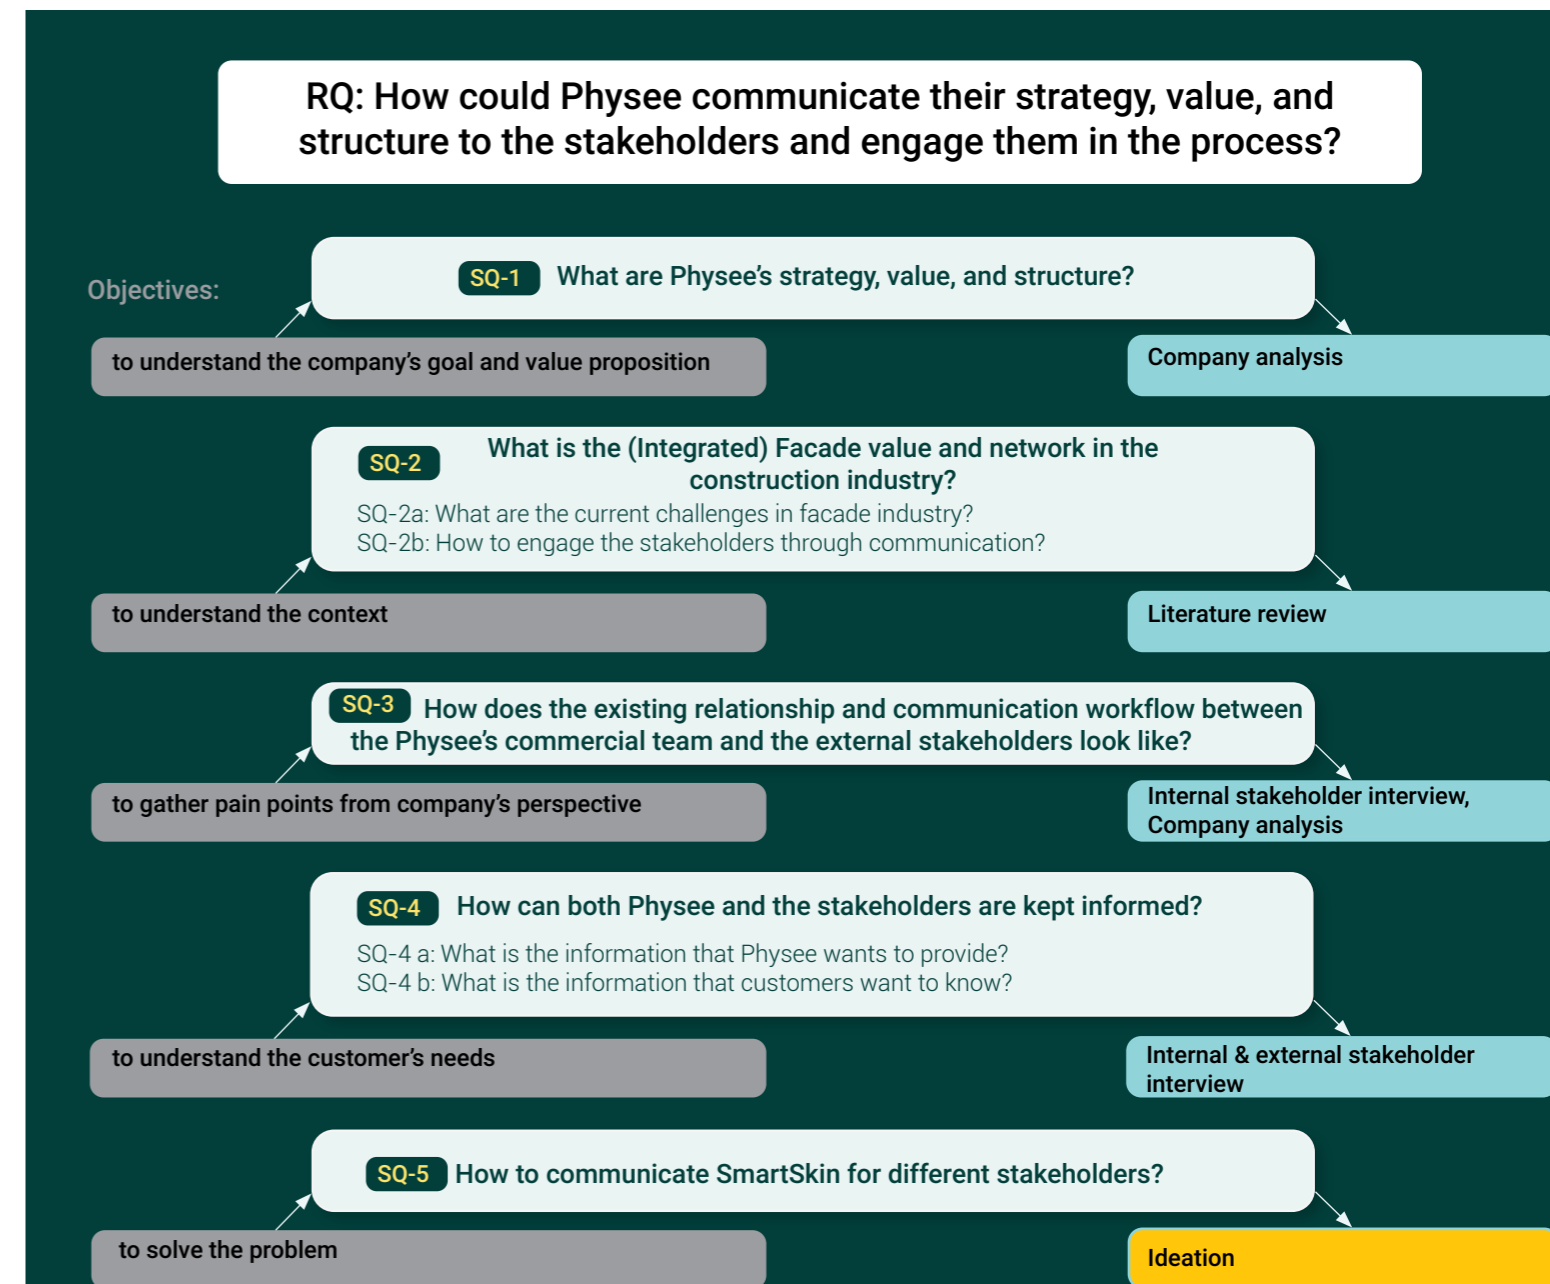 RQ: How could Physee communicate their strategy, value, and
structure to the stakeholders and engage them in the process?
Objectives:
SQ-1 What are Physee’s strategy, value, and structure?
to understand the company’s goal and value proposition
Company analysis
SQ-2 What is the (Integrated) Facade value and network in the
construction industry?
SQ-2a: What are the current challenges in facade industry?
SQ-2b: How to engage the stakeholders through communication?
to understand the context
Literature review
SQ-3 How does the existing relationship and communication workflow between
the Physee’s commercial team and the external stakeholders look like?
to gather pain points from company’s perspective
Internal stakeholder interview,
Company analysis
SQ-4 How can both Physee and the stakeholders are kept informed?
SQ-4 a: What is the information that Physee wants to provide?
SQ-4 b: What is the information that customers want to know?
to understand the customer’s needs
Internal & external stakeholder
interview
SQ-5 How to communicate SmartSkin for different stakeholders?
to solve the problem
Ideation